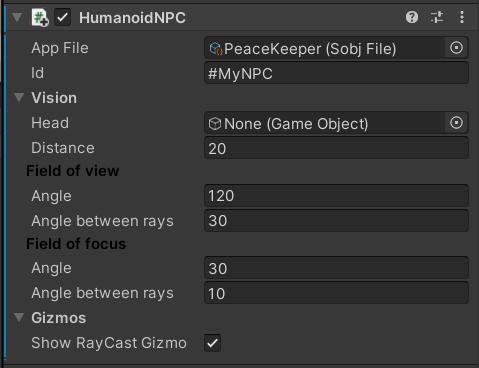 HumanoidNPC
App File PeaceKeeper (Sobj File)
Id #MyNPC
Vision
Head None (Game Object)
Distance 20
Field of view
Angle 120
Angle between rays 30
Field of focus
Angle 30
Angle between rays 10
Gizmos
Show RayCast Gizmo